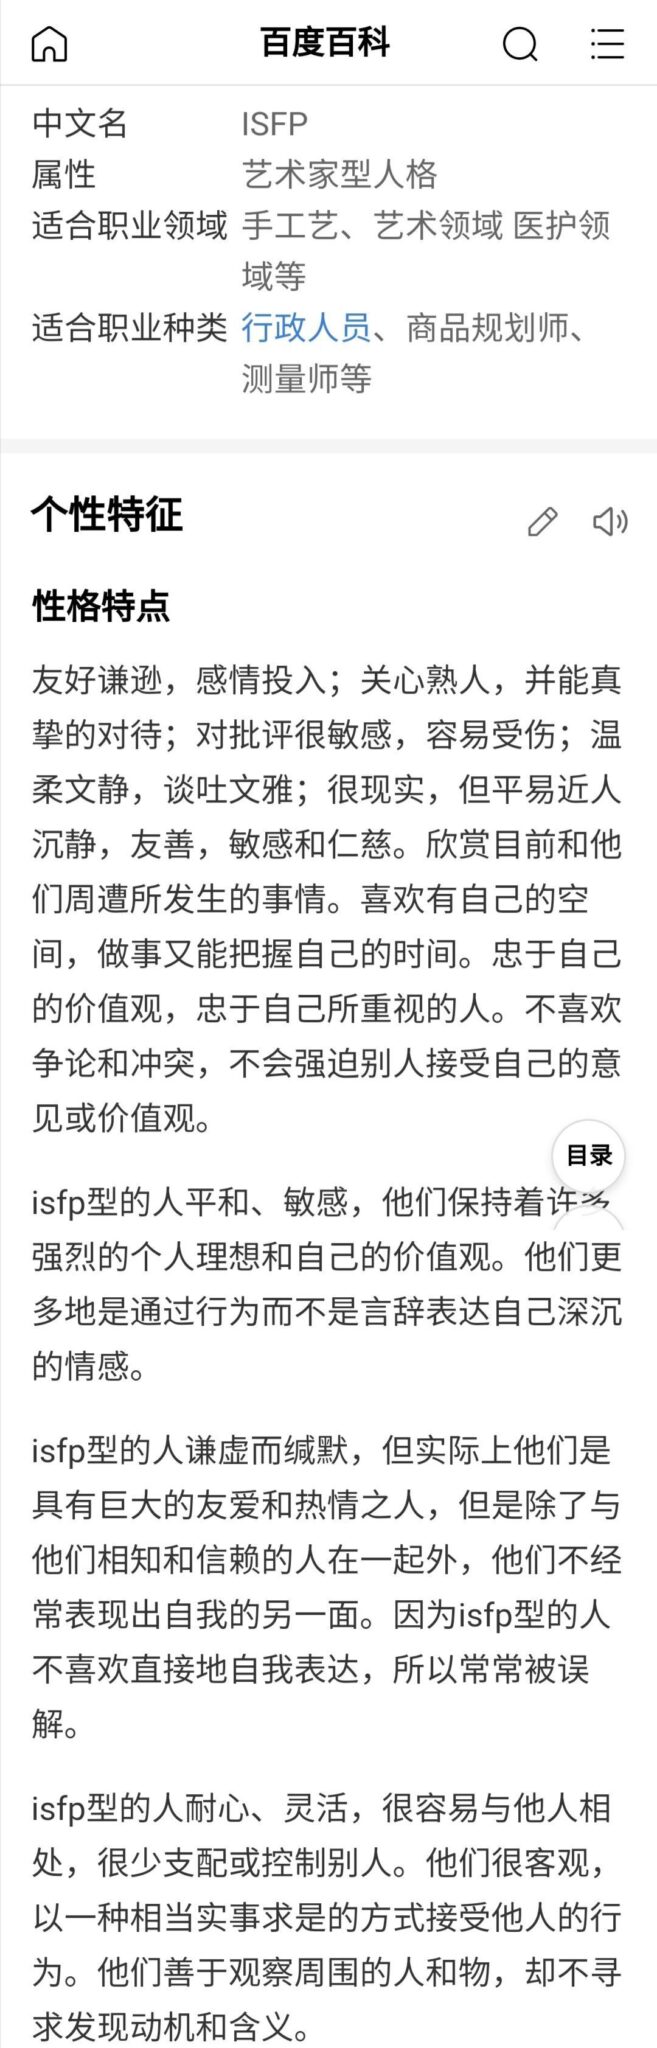 百度百科
中文名 ISFP
属性 艺术家型人格
适合职业领域 手工艺、艺术领域 医护领
域等
适合职业种类 行政人员、商品规划师、
测量师等
个性特征
性格特点
友好谦逊，感情投入；关心熟人，并能真
挚的对待；对批评很敏感，容易受伤；温
柔文静，谈吐文雅；很现实，但平易近人
沉静，友善，敏感和仁慈。欣赏目前和他
们周遭所发生的事情。喜欢有自己的空
间，做事又能把握自己的时间。忠于自己
的价值观，忠于自己所重视的人。不喜欢
争论和冲突，不会强迫别人接受自己的意
见或价值观。
目录
isfp型的人平和、敏感，他们保持着许多
强烈的个人理想和自己的价值观。他们更
多地是通过行为而不是言辞表达自己深沉
的情感。
isfp型的人谦虚而缄默，但实际上他们是
具有巨大的友爱和热情之人，但是除了与
他们相知和信赖的人在一起外，他们不经
常表现出自我的另一面。因为isfp型的人
不喜欢直接地自我表达，所以常常被误
解。
isfp型的人耐心、灵活，很容易与他人相
处，很少支配或控制别人。他们很客观，
以一种相当实事求是的方式接受他人的行
为。他们善于观察周围的人和物，却不寻
求发现动机和含义。